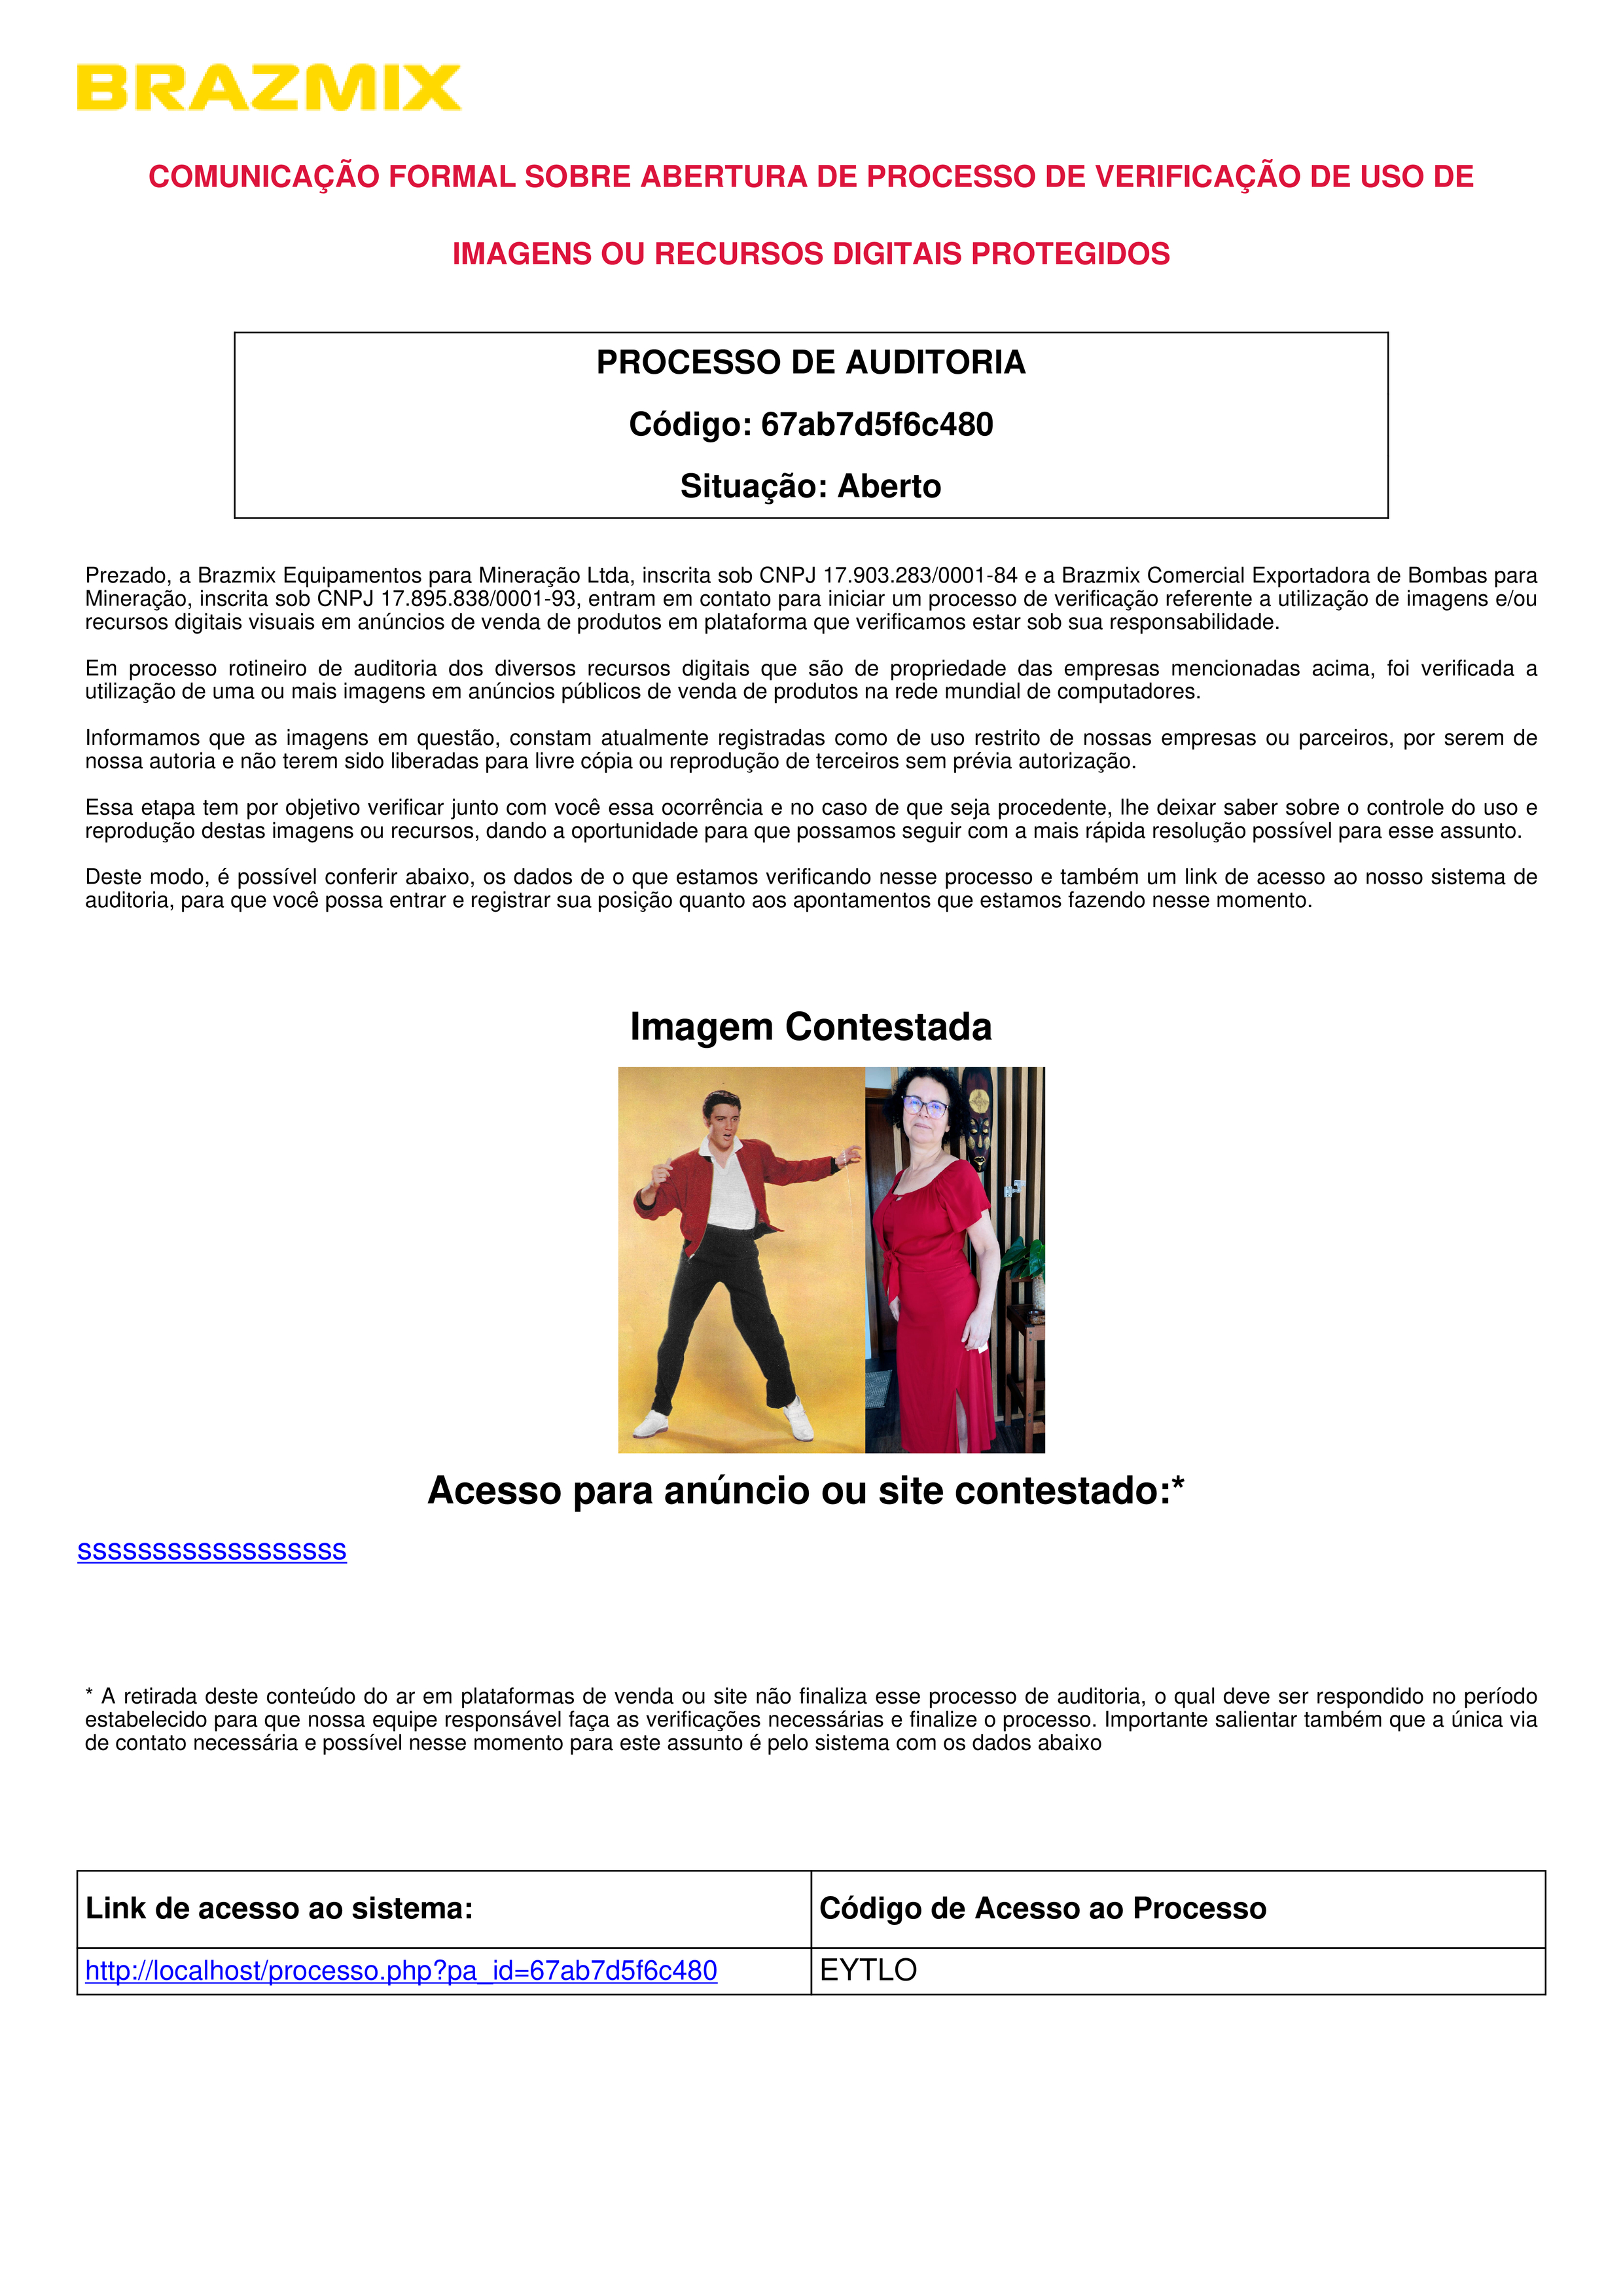 BRAZMIX
COMUNICAÇÃO FORMAL SOBRE ABERTURA DE PROCESSO DE VERIFICAÇÃO DE USO DE
IMAGENS OU RECURSOS DIGITAIS PROTEGIDOS
PROCESSO DE AUDITORIA
Código: 67ab7d5f6c480
Situação: Aberto
Prezado, a Brazmix Equipamentos para Mineração Ltda, inscrita sob CNPJ 17.903.283/0001-84 e a Brazmix Comercial Exportadora de Bombas para
Mineração, inscrita sob CNPJ 17.895.838/0001-93, entram em contato para iniciar um processo de verificação referente a utilização de imagens e/ou
recursos digitais visuais em anúncios de venda de produtos em plataforma que verificamos estar sob sua responsabilidade.
Em processo rotineiro de auditoria dos diversos recursos digitais que são de propriedade das empresas mencionadas acima, foi verificada a
utilização de uma ou mais imagens em anúncios públicos de venda de produtos na rede mundial de computadores.
Informamos que as imagens em questão, constam atualmente registradas como de uso restrito de nossas empresas ou parceiros, por serem de
nossa autoria e não terem sido liberadas para livre cópia ou reprodução de terceiros sem prévia autorização.
Essa etapa tem por objetivo verificar junto com você essa ocorrência e no caso de que seja procedente, lhe deixar saber sobre o controle do uso e
reprodução destas imagens ou recursos, dando a oportunidade para que possamos seguir com a mais rápida resolução possível para esse assunto.
Deste modo, é possível conferir abaixo, os dados de o que estamos verificando nesse processo e também um link de acesso ao nosso sistema de
auditoria, para que você possa entrar e registrar sua posição quanto aos apontamentos que estamos fazendo nesse momento.
Imagem Contestada
Acesso para anúncio ou site contestado:*
ssssssssssssssssss
* A retirada deste conteúdo do ar em plataformas de venda ou site não finaliza esse processo de auditoria, o qual deve ser respondido no período
estabelecido para que nossa equipe responsável faça as verificações necessárias e finalize o processo. Importante salientar também que a única via
de contato necessária e possível nesse momento para este assunto é pelo sistema com os dados abaixo
Link de acesso ao sistema:
Código de Acesso ao Processo
http://localhost/processo.php?pa_id=67ab7d5f6c480
EYTLO